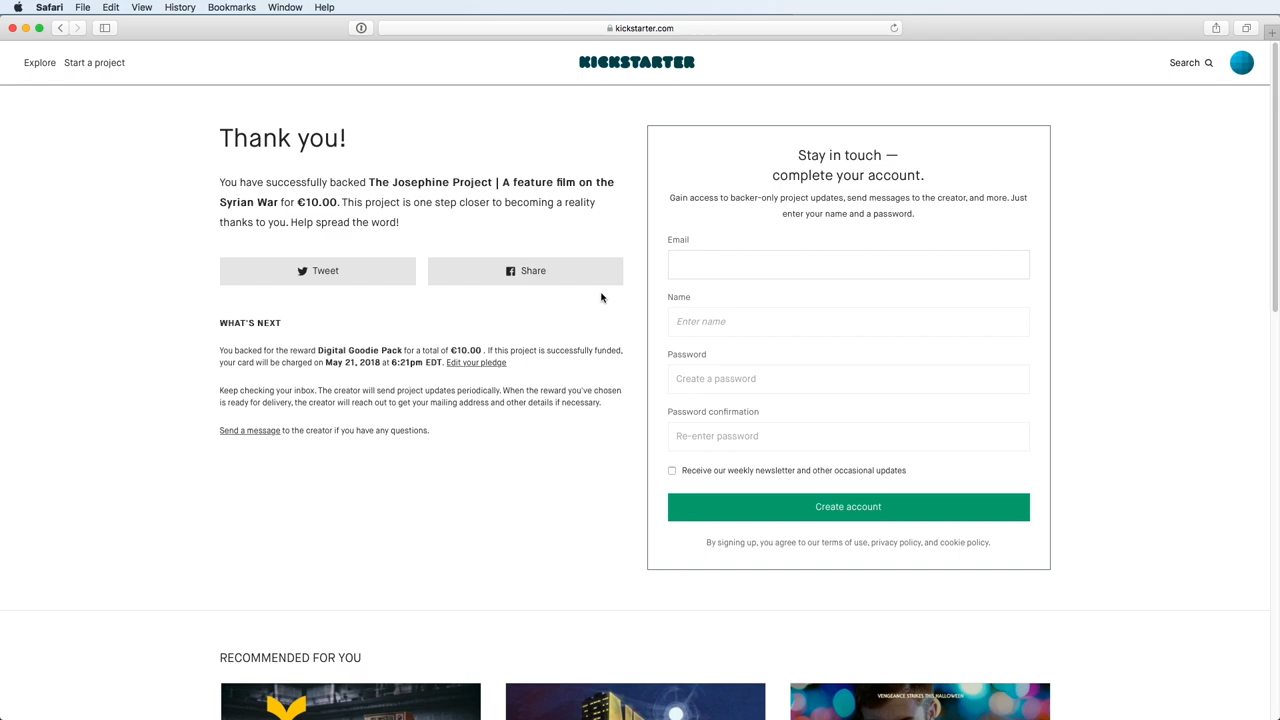 Safari File Edit View History Bookmarks Window Help
kickstarter.com
Explore Start a project
KICKSTARTER
Search
Thank you!
You have successfully backed The Josephine Project | A feature film on the
Syrian War for €10.00. This project is one step closer to becoming a reality
thanks to you. Help spread the word!
Tweet
Share
WHAT'S NEXT
You backed for the reward Digital Goodie Pack for a total of €10.00 . If this project is successfully funded,
your card will be charged on May 21, 2018 at 6:21pm EDT. Edit your pledge
Keep checking your inbox. The creator will send project updates periodically. When the reward you've chosen
is ready for delivery, the creator will reach out to get your mailing address and other details if necessary.
Send a message to the creator if you have any questions.
Stay in touch —
complete your account.
Gain access to backer-only project updates, send messages to the creator, and more. Just
enter your name and a password.
Email
Name
Enter name
Password
Create a password
Password confirmation
Re-enter password
Receive our weekly newsletter and other occasional updates
Create account
By signing up, you agree to our terms of use, privacy policy, and cookie policy.
RECOMMENDED FOR YOU
VENGEANCE STRIKES THIS HALLOWEEN